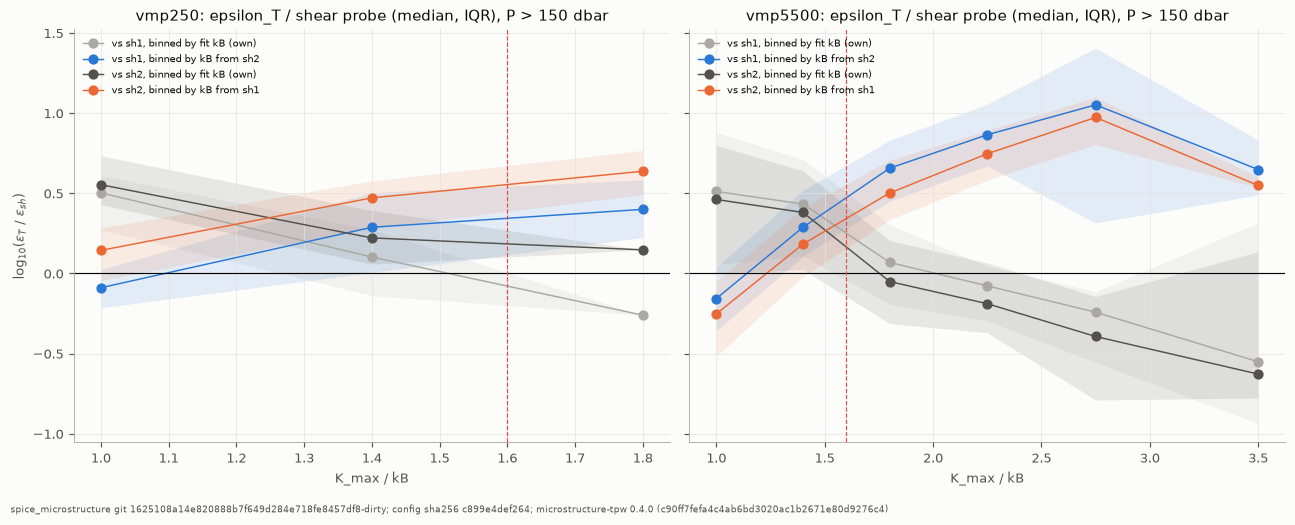 vmp250: epsilon_T / shear probe (median, IQR), P > 150 dbar
vmp5500: epsilon_T / shear probe (median, IQR), P > 150 dbar
vs sh1, binned by fit kB (own)
vs sh1, binned by kB from sh2
vs sh2, binned by fit kB (own)
vs sh2, binned by kB from sh1
vs sh1, binned by fit kB (own)
vs sh1, binned by kB from sh2
vs sh2, binned by fit kB (own)
vs sh2, binned by kB from sh1
log10(εT / εsh)
1.5
1.0
0.5
0.0
−0.5
−1.0
1.0 1.1 1.2 1.3 1.4 1.5 1.6 1.7 1.8
1.0 1.5 2.0 2.5 3.0 3.5
K_max / kB
K_max / kB
spice_microstructure git 1625108a14e820888b7f649d284e718fe8457df8-dirty; config sha256 c899e4def264; microstructure-tpw 0.4.0 (c90ff7fefa4c4ab6bd3020ac1b2671e80d9276c4)